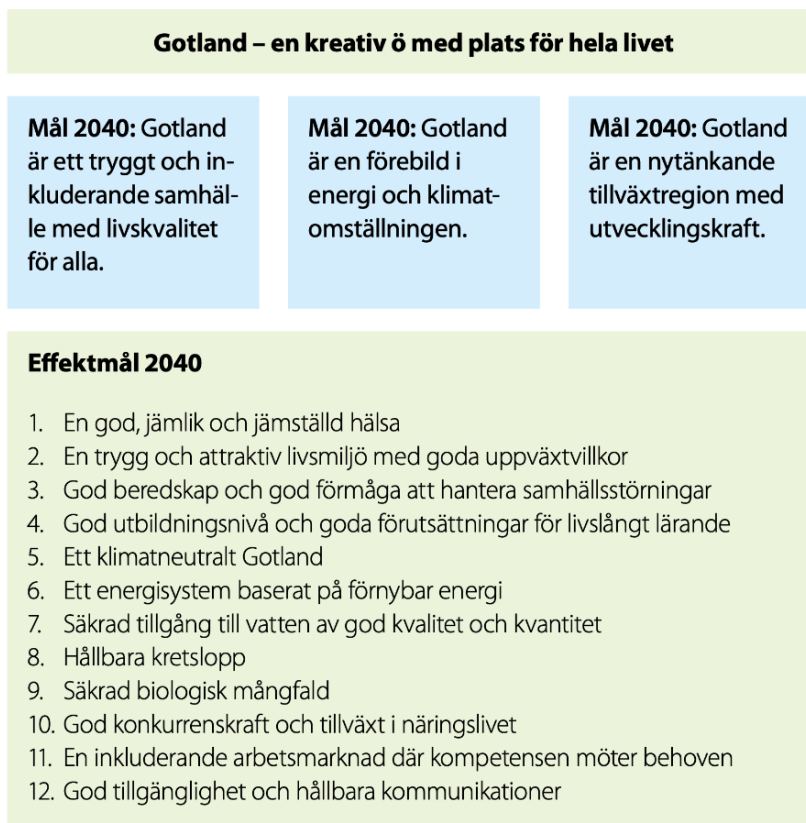 Gotland – en kreativ ö med plats för hela livet
Mål 2040: Gotland
är ett tryggt och in-
kluderande samhäl-
le med livskvalitet
för alla.
Mål 2040: Gotland
är en förebild i
energi och klimat-
omställningen.
Mål 2040: Gotland
är en nytänkande
tillväxtregion med
utvecklingskraft.
Effektmål 2040
1. En god, jämlik och jämställd hälsa
2. En trygg och attraktiv livsmiljö med goda uppväxtvillkor
3. God beredskap och god förmåga att hantera samhällsstörningar
4. God utbildningsnivå och goda förutsättningar för livslångt lärande
5. Ett klimatneutralt Gotland
6. Ett energisystem baserat på förnybar energi
7. Säkrad tillgång till vatten av god kvalitet och kvantitet
8. Hållbara kretslopp
9. Säkrad biologisk mångfald
10. God konkurrenskraft och tillväxt i näringslivet
11. En inkluderande arbetsmarknad där kompetensen möter behoven
12. God tillgänglighet och hållbara kommunikationer